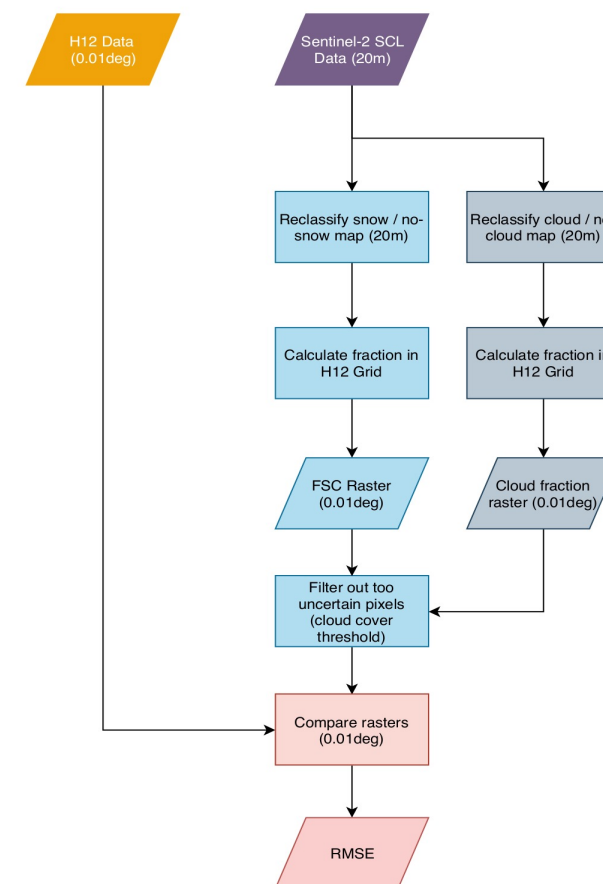 H12 Data
(0.01deg)
Sentinel-2 SCL
Data (20m)
Reclassify snow / no-
snow map (20m)
Reclassify cloud /
cloud map (20m)
Calculate fraction in
H12 Grid
Calculate fraction
H12 Grid
FSC Raster
(0.01deg)
Cloud fraction
raster (0.01deg)
Filter out too
uncertain pixels
(cloud cover
threshold)
Compare rasters
(0.01deg)
RMSE